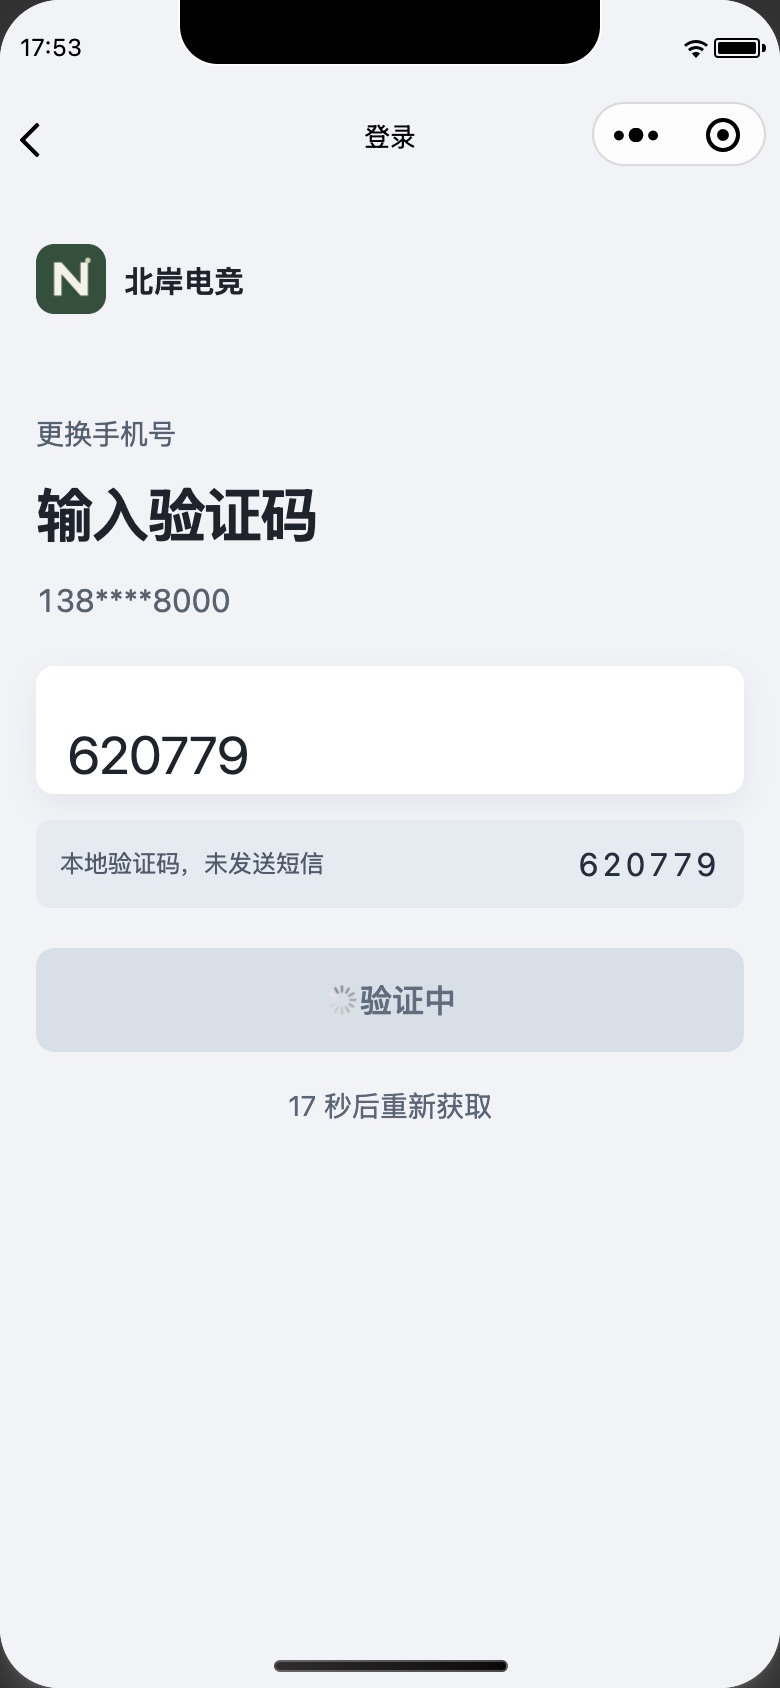 17:53
登录
N 北岸电竞
更换手机号
输入验证码
138****8000
620779
本地验证码，未发送短信 620779
验证中
17 秒后重新获取